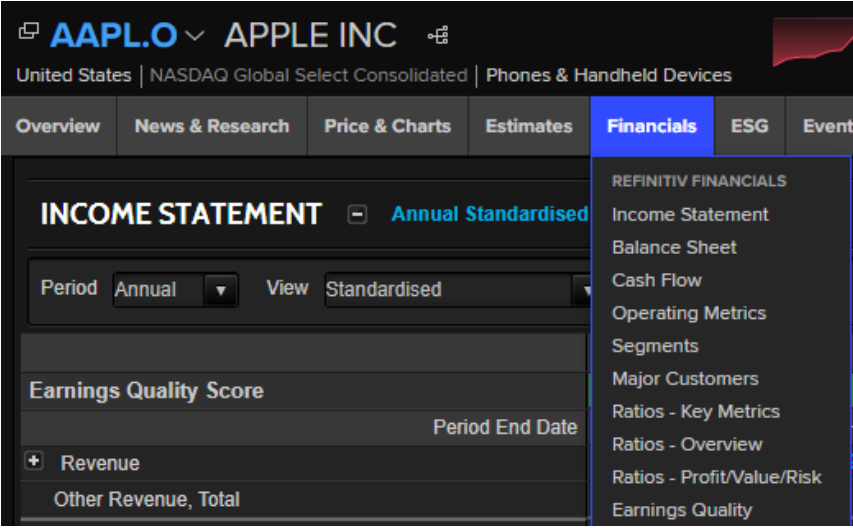 AAPL.O APPLE INC
United States | NASDAQ Global Select Consolidated | Phones & Handheld Devices
Overview News & Research Price & Charts Estimates Financials ESG Event
REFINITIV FINANCIALS
Income Statement
Balance Sheet
Cash Flow
Operating Metrics
Segments
Major Customers
Ratios - Key Metrics
Ratios - Overview
Ratios - Profit/Value/Risk
Earnings Quality
INCOME STATEMENT Annual Standardised
Period Annual View Standardised
Earnings Quality Score
Period End Date
Revenue
Other Revenue, Total